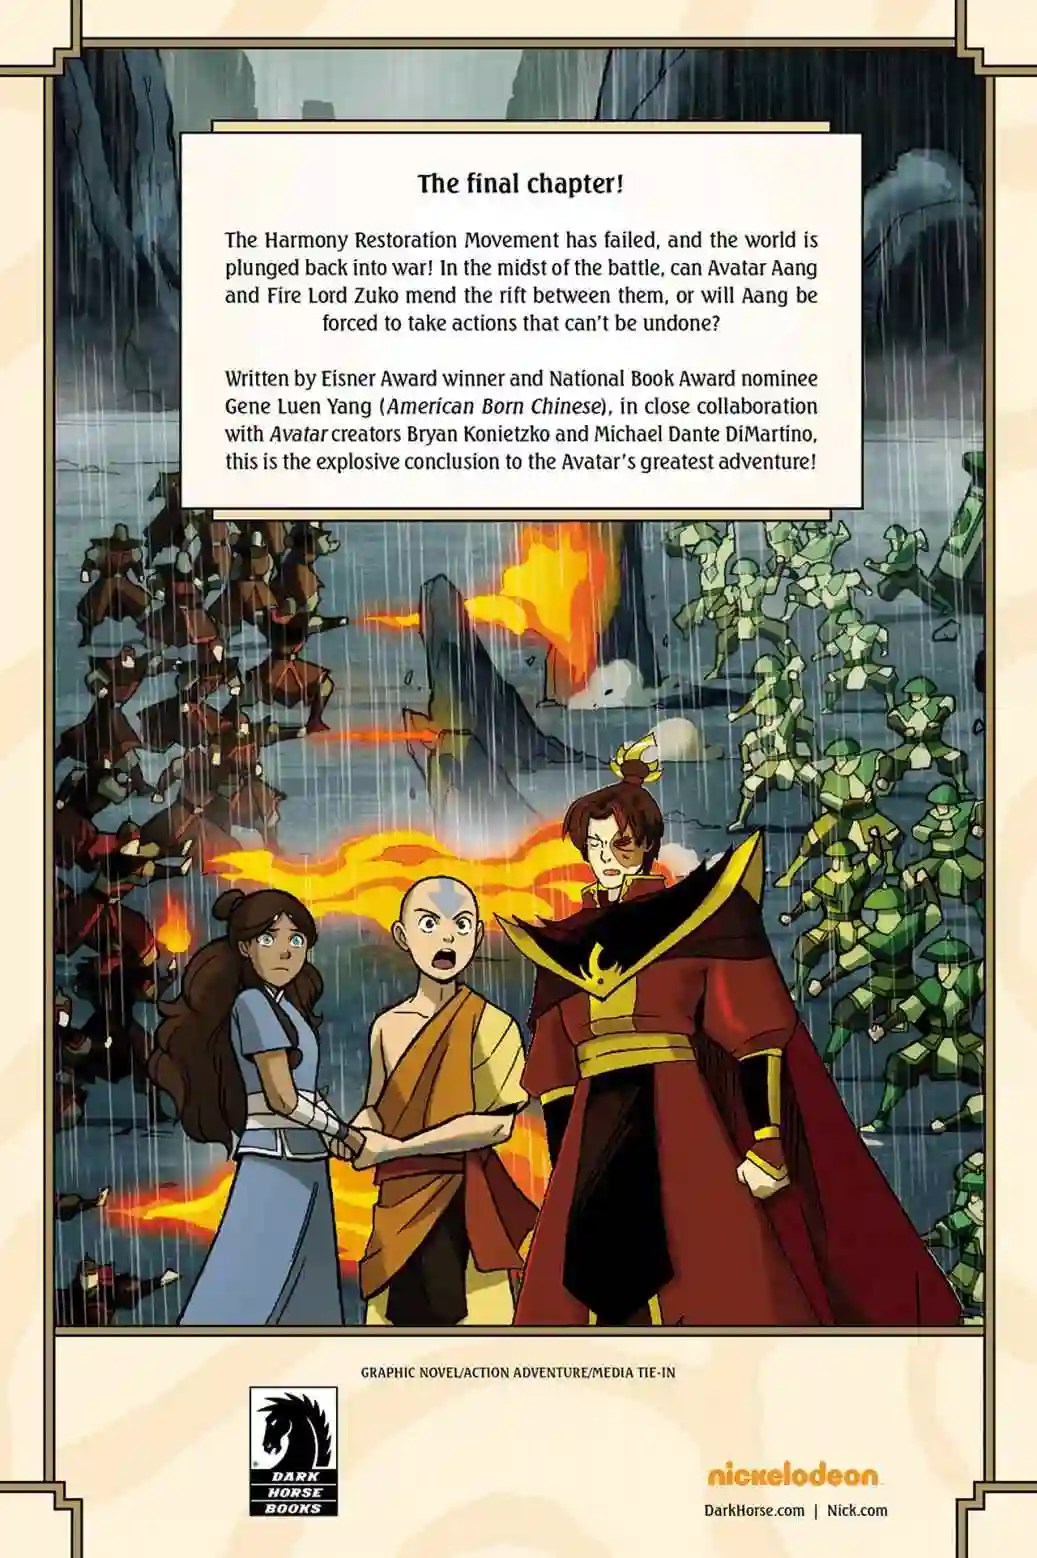 The final chapter!
The Harmony Restoration Movement has failed, and the world is
plunged back into war! In the midst of the battle, can Avatar Aang
and Fire Lord Zuko mend the rift between them, or will Aang be
forced to take actions that can't be undone?
Written by Eisner Award winner and National Book Award nominee
Gene Luen Yang (American Born Chinese), in close collaboration
with Avatar creators Bryan Konietzko and Michael Dante DiMartino,
this is the explosive conclusion to the Avatar's greatest adventure!
GRAPHIC NOVEL/ACTION ADVENTURE/MEDIA TIE-IN
DARK
HORSE
BOOKS
nickelodeon
DarkHorse.com | Nick.com